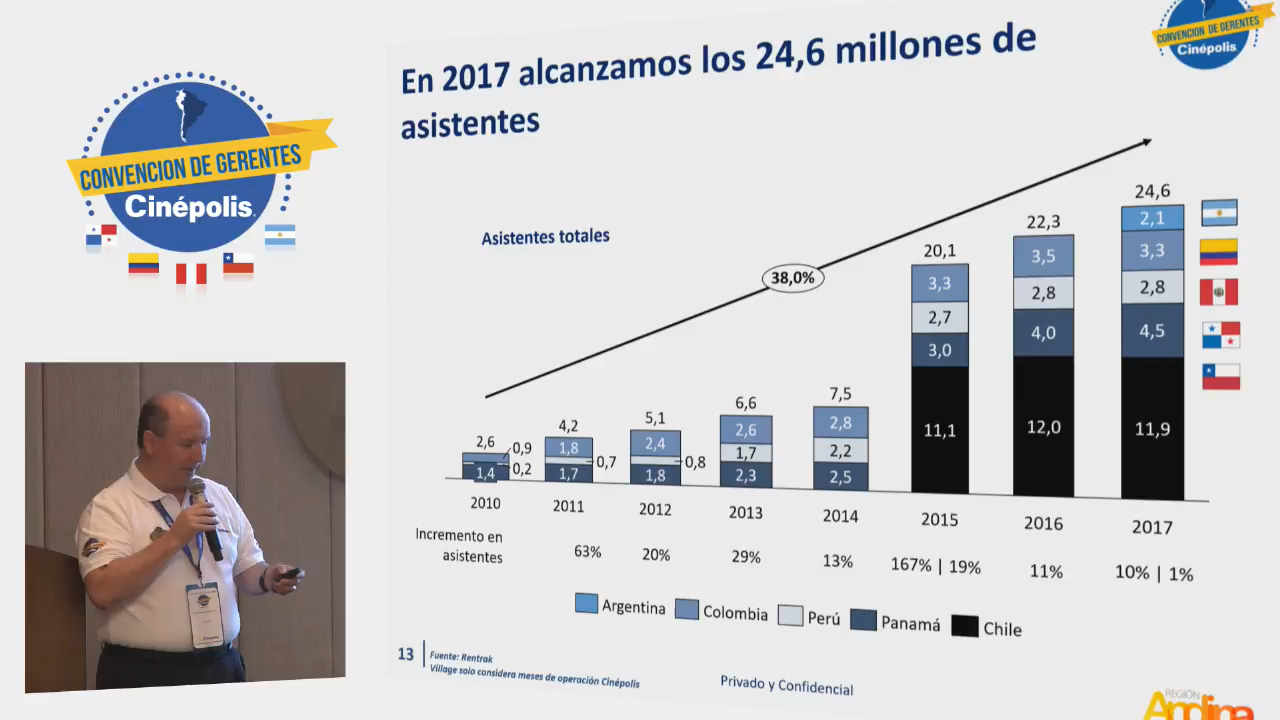 CONVENCION DE GERENTES
Cinépolis
CONVENCION DE GERENTES
Cinépolis
En 2017 alcanzamos los 24,6 millones de
asistentes
Asistentes totales
38,0%
2,6
0,9
0,2
1,4
4,2
1,8
0,7
1,7
5,1
2,4
0,8
1,8
6,6
2,6
1,7
2,3
7,5
2,8
2,2
2,5
20,1
3,3
2,7
3,0
11,1
22,3
3,5
2,8
4,0
12,0
24,6
2,1
3,3
2,8
4,5
11,9
2010 2011 2012 2013 2014 2015 2016 2017
Incremento en
asistentes
63% 20% 29% 13% 167% | 19% 11% 10% | 1%
Argentina Colombia Perú Panamá Chile
13
Fuente: Rentrak
Village solo considera meses de operación Cinépolis
Privado y Confidencial
REGIÓN
Andina